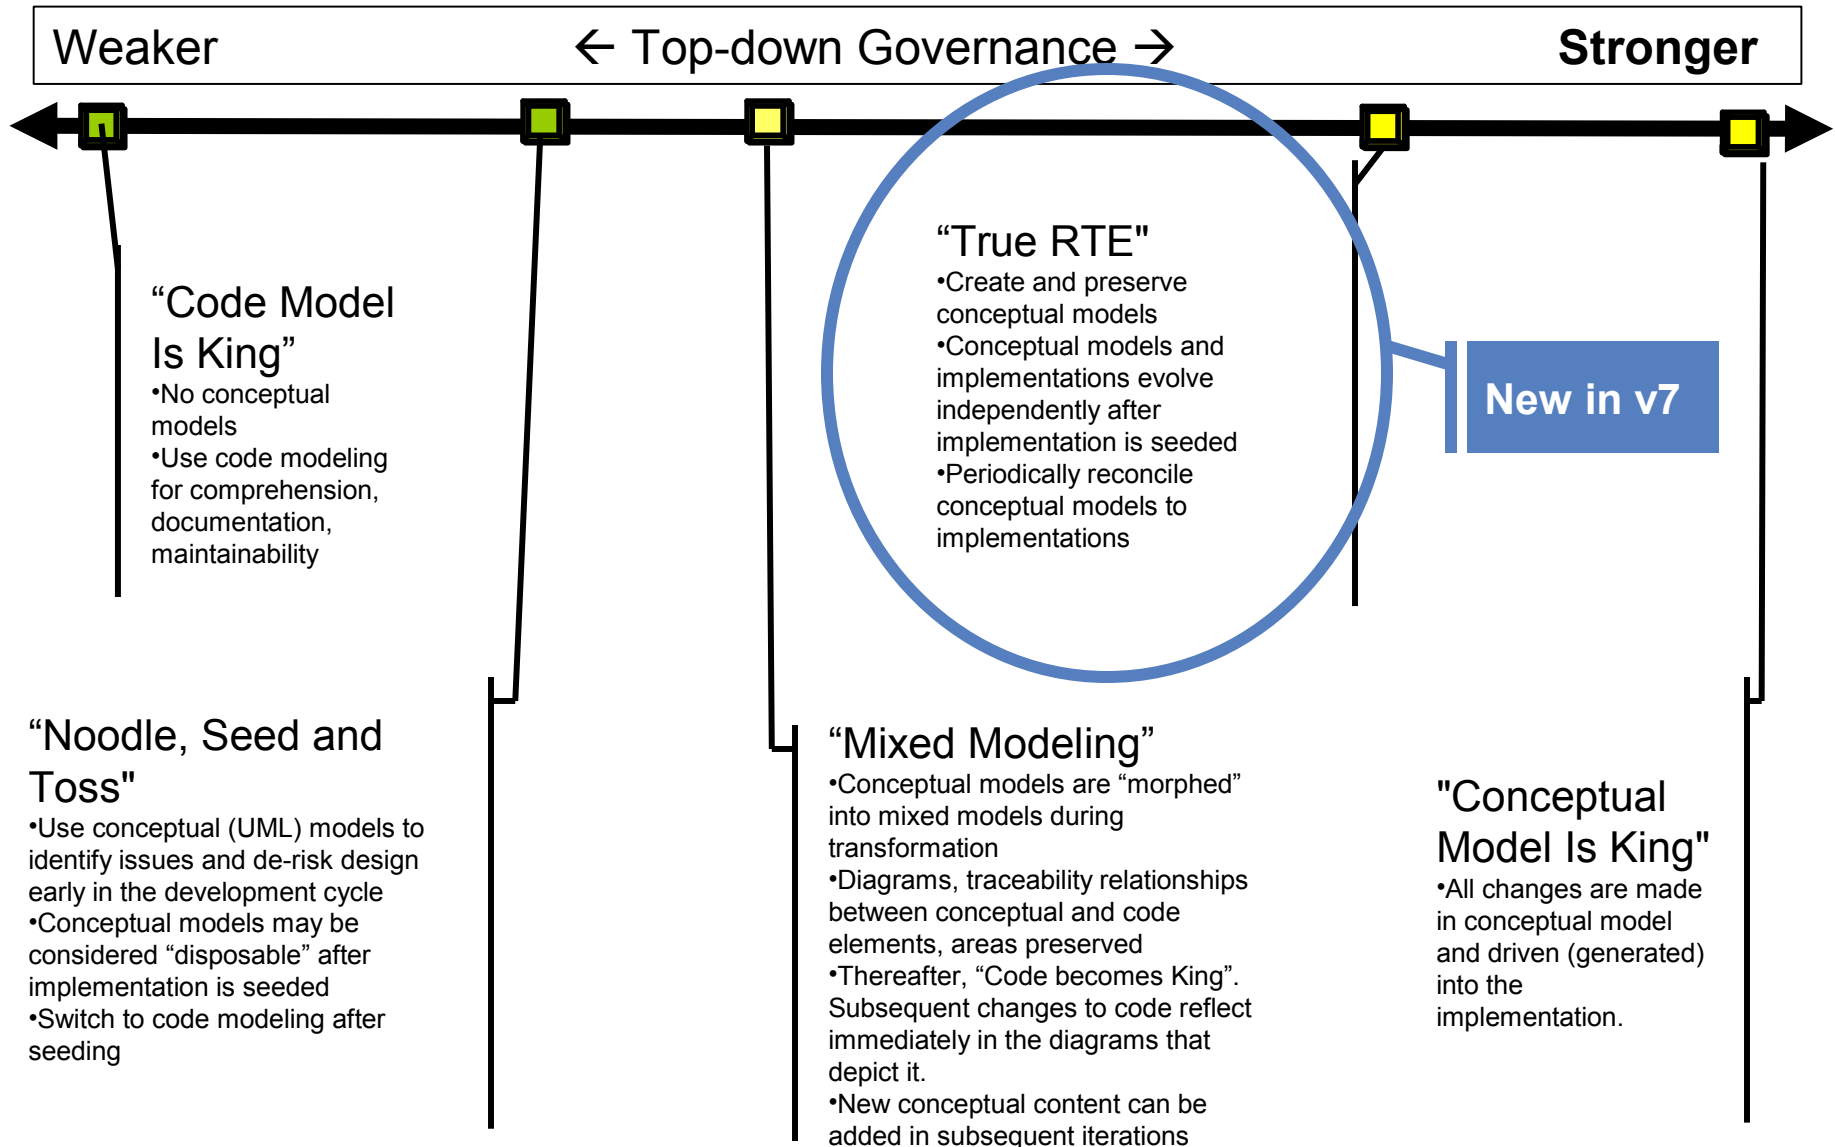 Weaker ← Top-down Governance → Stronger
“Code Model
Is King”
•No conceptual
models
•Use code modeling
for comprehension,
documentation,
maintainability
“True RTE"
•Create and preserve
conceptual models
•Conceptual models and
implementations evolve
independently after
implementation is seeded
•Periodically reconcile
conceptual models to
implementations
New in v7
“Noodle, Seed and
Toss"
•Use conceptual (UML) models to
identify issues and de-risk design
early in the development cycle
•Conceptual models may be
considered “disposable” after
implementation is seeded
•Switch to code modeling after
seeding
“Mixed Modeling”
•Conceptual models are “morphed”
into mixed models during
transformation
•Diagrams, traceability relationships
between conceptual and code
elements, areas preserved
•Thereafter, “Code becomes King”.
Subsequent changes to code reflect
immediately in the diagrams that
depict it.
•New conceptual content can be
added in subsequent iterations
"Conceptual
Model Is King"
•All changes are made
in conceptual model
and driven (generated)
into the
implementation.